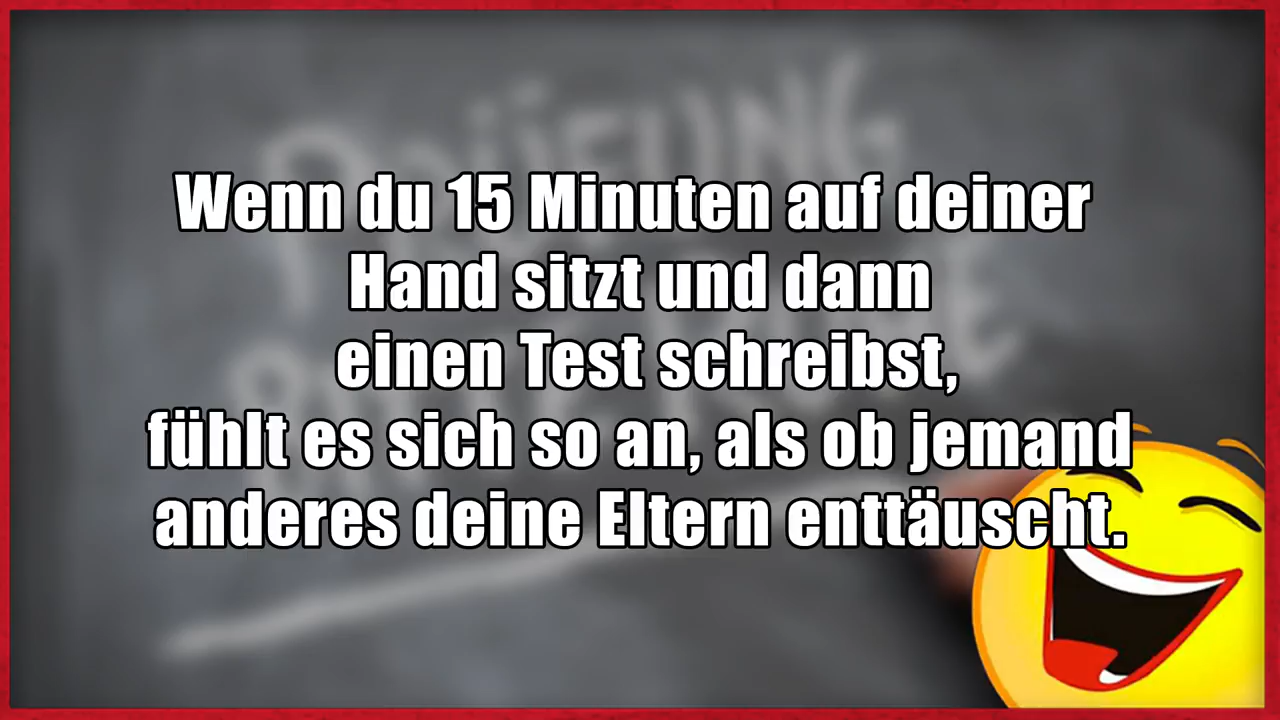 PRÜFUNG
Wenn du 15 Minuten auf deiner
Hand sitzt und dann
einen Test schreibst,
fühlt es sich so an, als ob jemand
anderes deine Eltern enttäuscht.